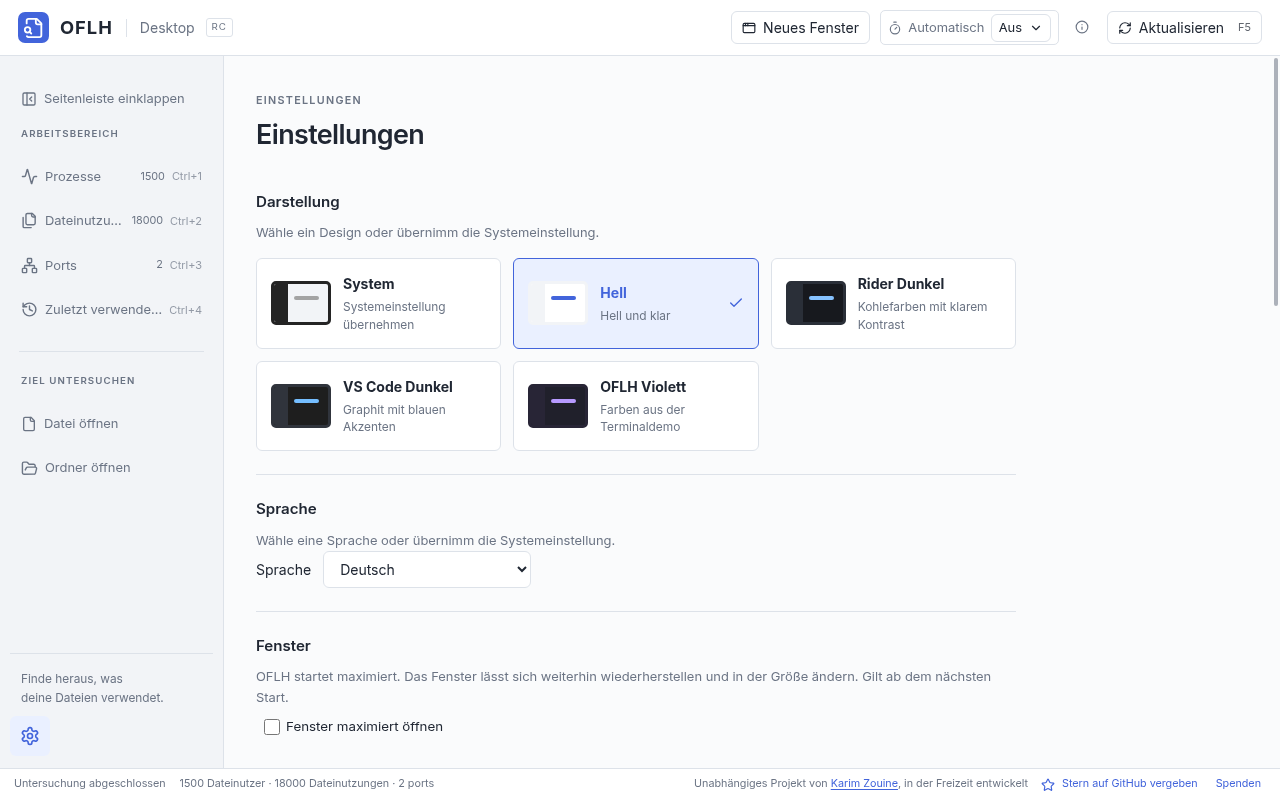 OFLH
Desktop
RC
Neues Fenster
Automatisch
Aus
Aktualisieren F5
Seitenleiste einklappen
ARBEITSBEREICH
Prozesse 1500 Ctrl+1
Dateinutzu... 18000 Ctrl+2
Ports 2 Ctrl+3
Zuletzt verwende... Ctrl+4
ZIEL UNTERSUCHEN
Datei öffnen
Ordner öffnen
Finde heraus, was
deine Dateien verwendet.
EINSTELLUNGEN
Einstellungen
Darstellung
Wähle ein Design oder übernimm die Systemeinstellung.
System
Systemeinstellung
übernehmen
Hell
Hell und klar
Rider Dunkel
Kohlefarben mit klarem
Kontrast
VS Code Dunkel
Graphit mit blauen
Akzenten
OFLH Violett
Farben aus der
Terminaldemo
Sprache
Wähle eine Sprache oder übernimm die Systemeinstellung.
Sprache Deutsch
Fenster
OFLH startet maximiert. Das Fenster lässt sich weiterhin wiederherstellen und in der Größe ändern. Gilt ab dem nächsten
Start.
Fenster maximiert öffnen
Untersuchung abgeschlossen 1500 Dateinutzer · 18000 Dateinutzungen · 2 ports
Unabhängiges Projekt von Karim Zouine, in der Freizeit entwickelt
Stern auf GitHub vergeben
Spenden